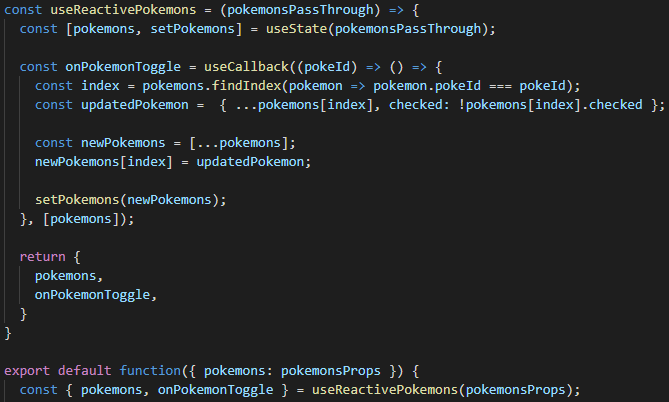 const useReactivePokemons = (pokemonsPassThrough) => {
  const [pokemons, setPokemons] = useState(pokemonsPassThrough);

  const onPokemonToggle = useCallback((pokeId) => () => {
    const index = pokemons.findIndex(pokemon => pokemon.pokeId === pokeId);
    const updatedPokemon =  { ...pokemons[index], checked: !pokemons[index].checked };

    const newPokemons = [...pokemons];
    newPokemons[index] = updatedPokemon;

    setPokemons(newPokemons);
  }, [pokemons]);

  return {
    pokemons,
    onPokemonToggle,
  }
}

export default function({ pokemons: pokemonsProps }) {
  const { pokemons, onPokemonToggle } = useReactivePokemons(pokemonsProps);